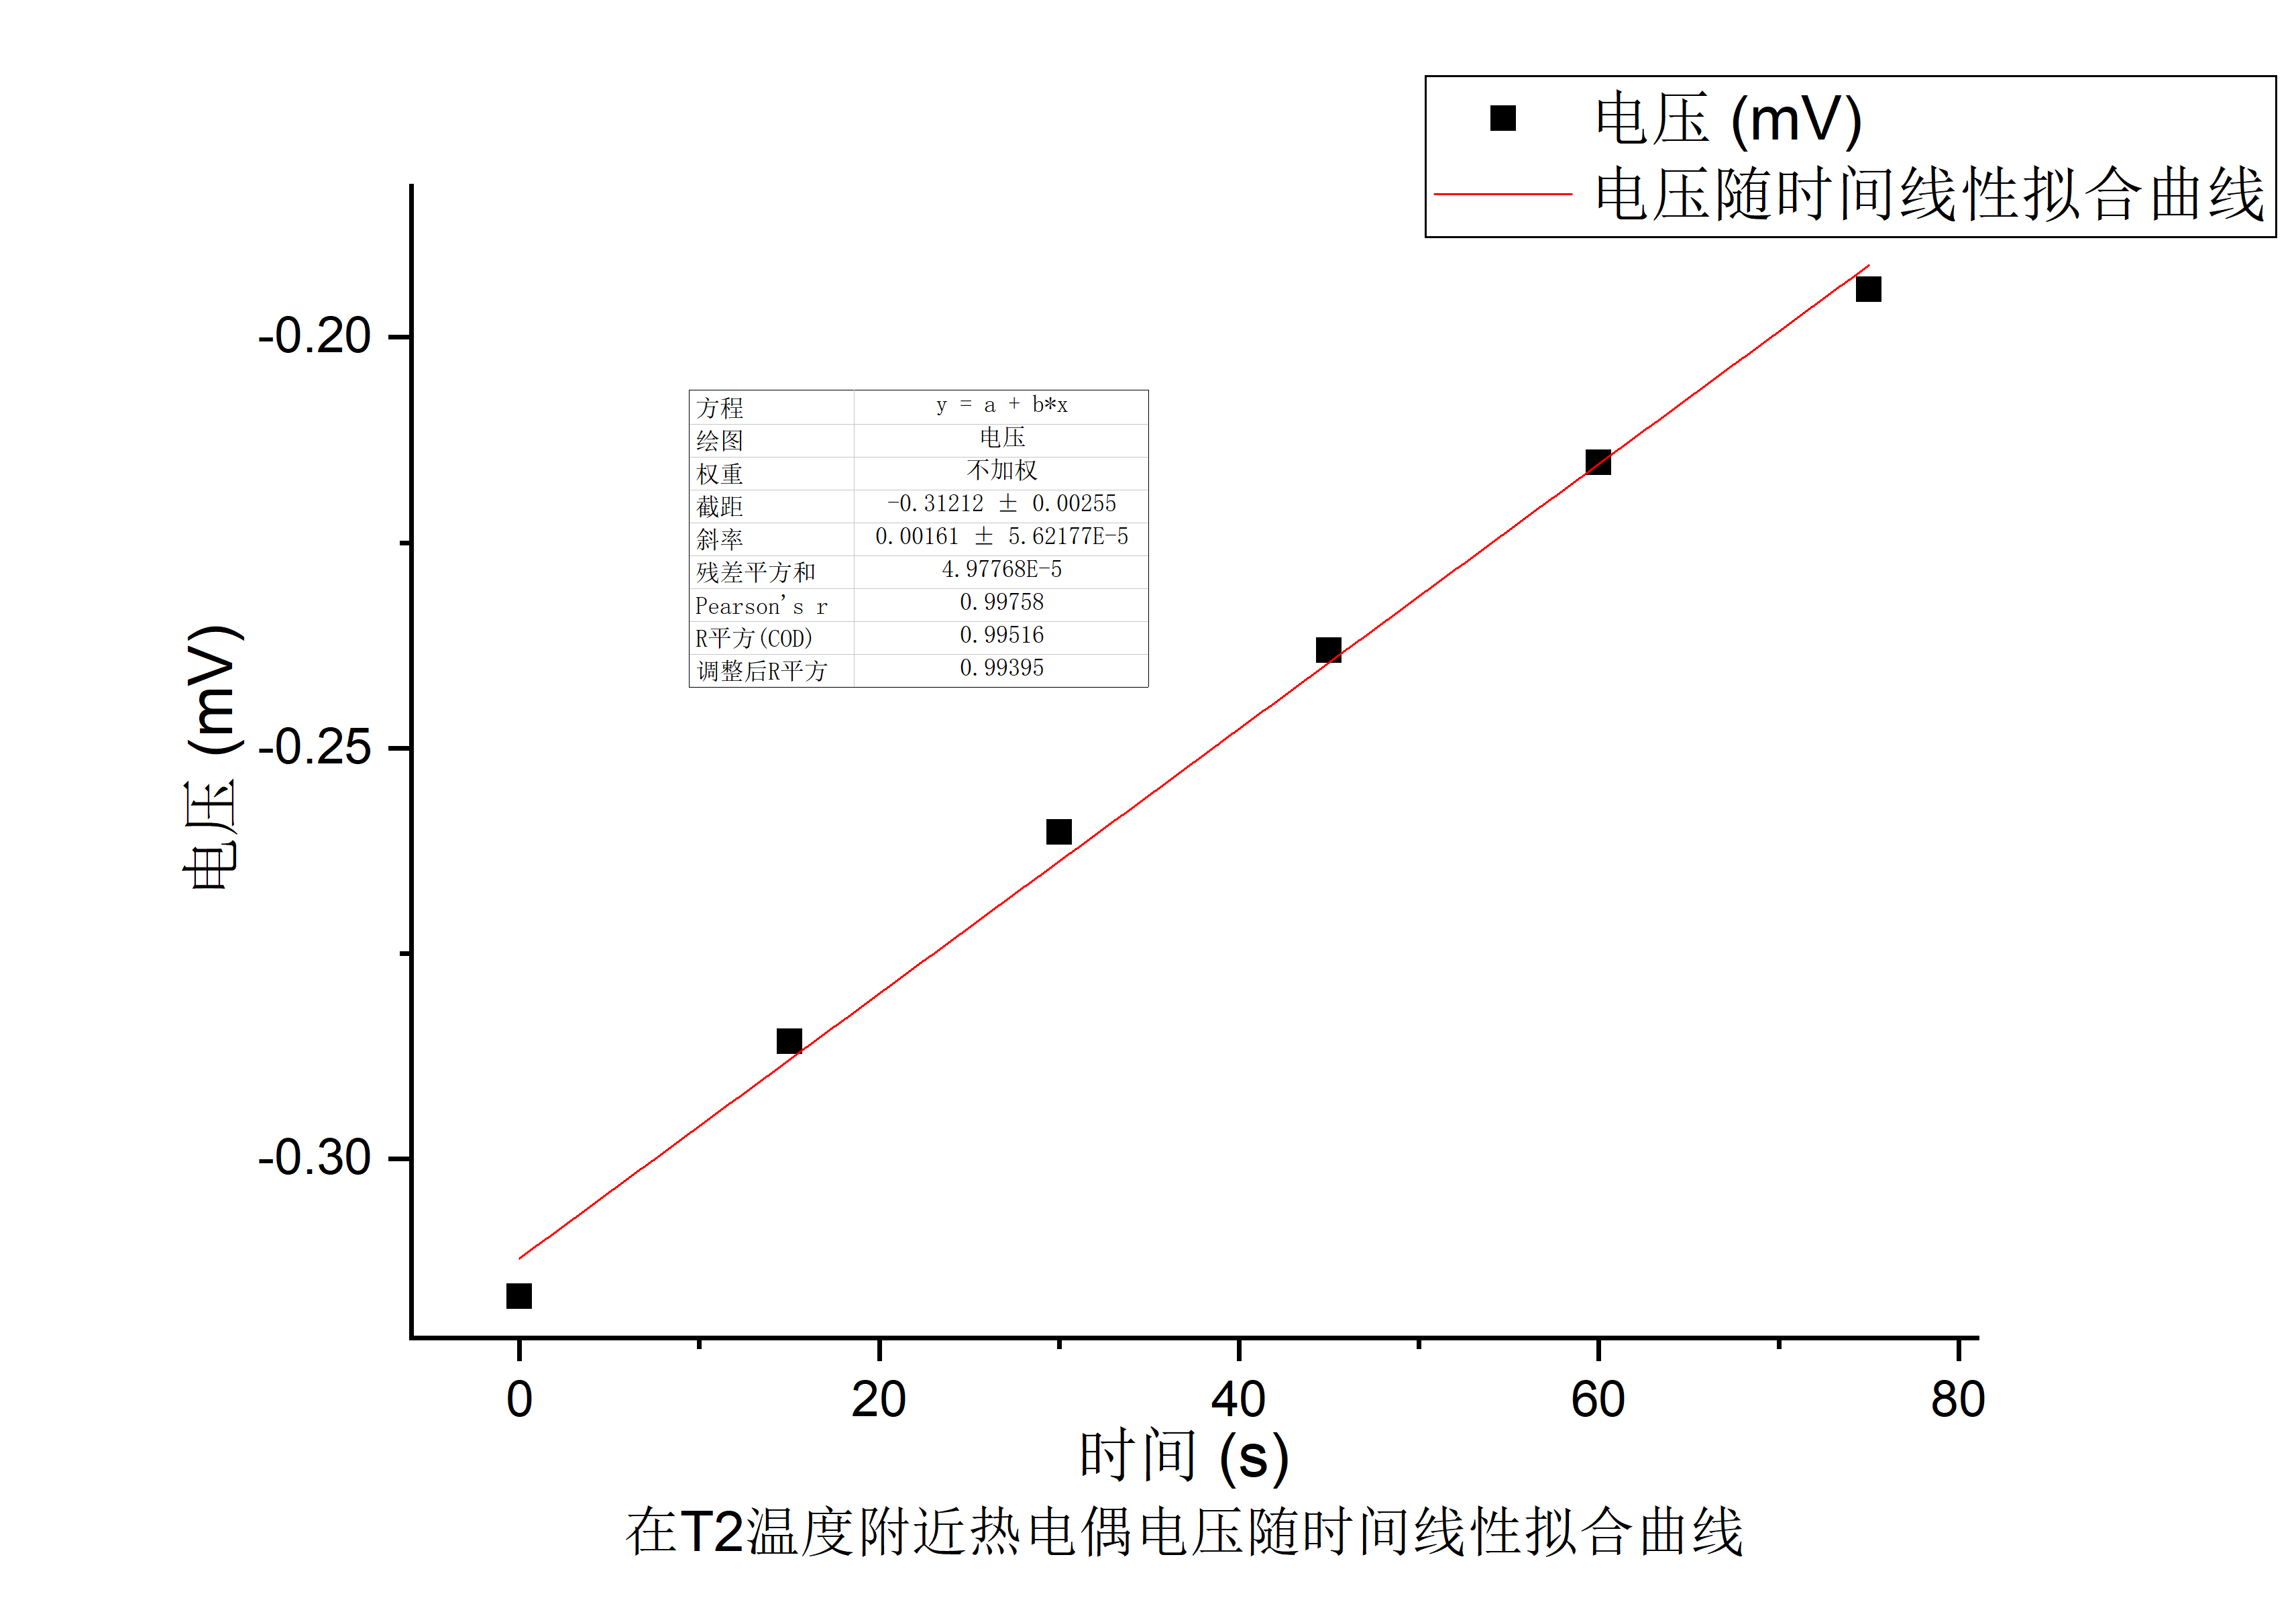 电压 (mV)
电压随时间线性拟合曲线
-0.20
-0.25
-0.30
电压 (mV)
方程 y = a + b*x
绘图 电压
权重 不加权
截距 -0.31212 ± 0.00255
斜率 0.00161 ± 5.62177E-5
残差平方和 4.97768E-5
Pearson's r 0.99758
R平方(COD) 0.99516
调整后R平方 0.99395
0 20 40 60 80
时间 (s)
在T2温度附近热电偶电压随时间线性拟合曲线